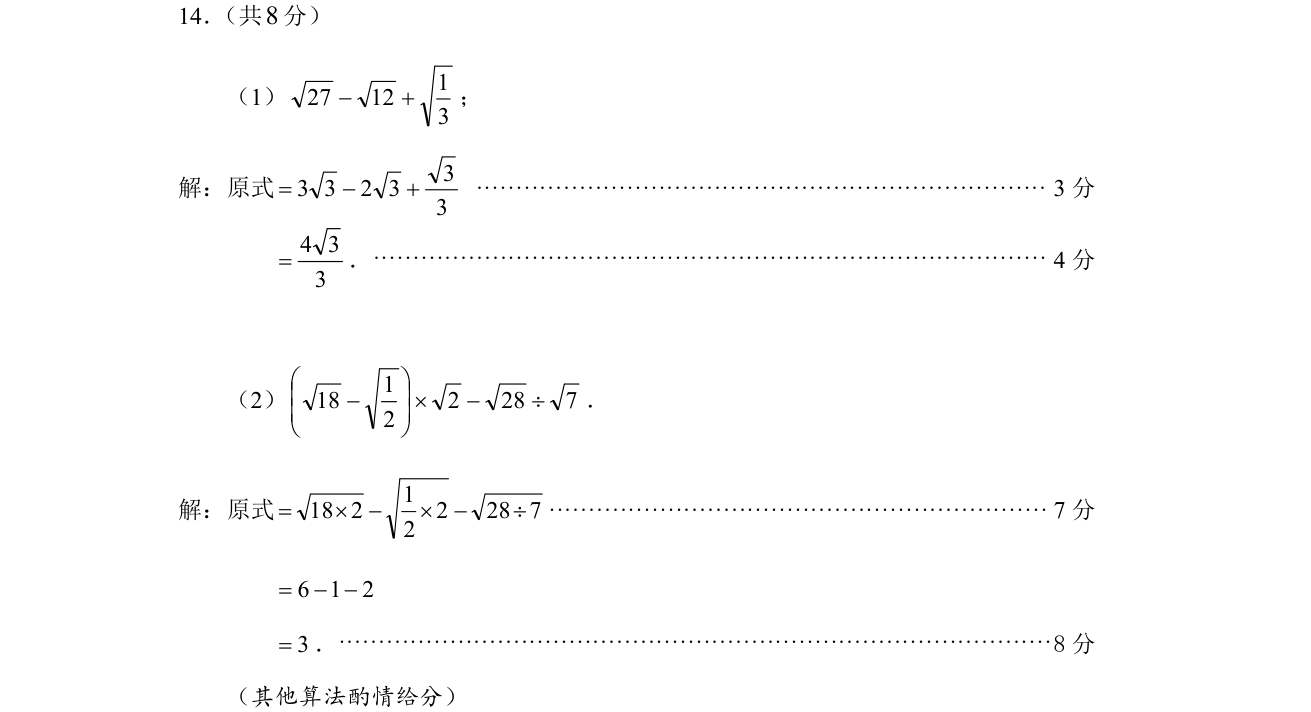 14．（共 8 分）
（1）√27 − √12 + √(1/3)；
解：原式 = 3√3 − 2√3 + √3/3 ………………………………………………………… 3 分
= 4√3/3．………………………………………………………………………… 4 分
（2）(√18 − √(1/2)) × √2 − √28 ÷ √7．
解：原式 = √(18×2) − √(1/2 × 2) − √(28÷7) ……………………………………………… 7 分
= 6 − 1 − 2
= 3．…………………………………………………………………………… 8 分
（其他算法酌情给分）